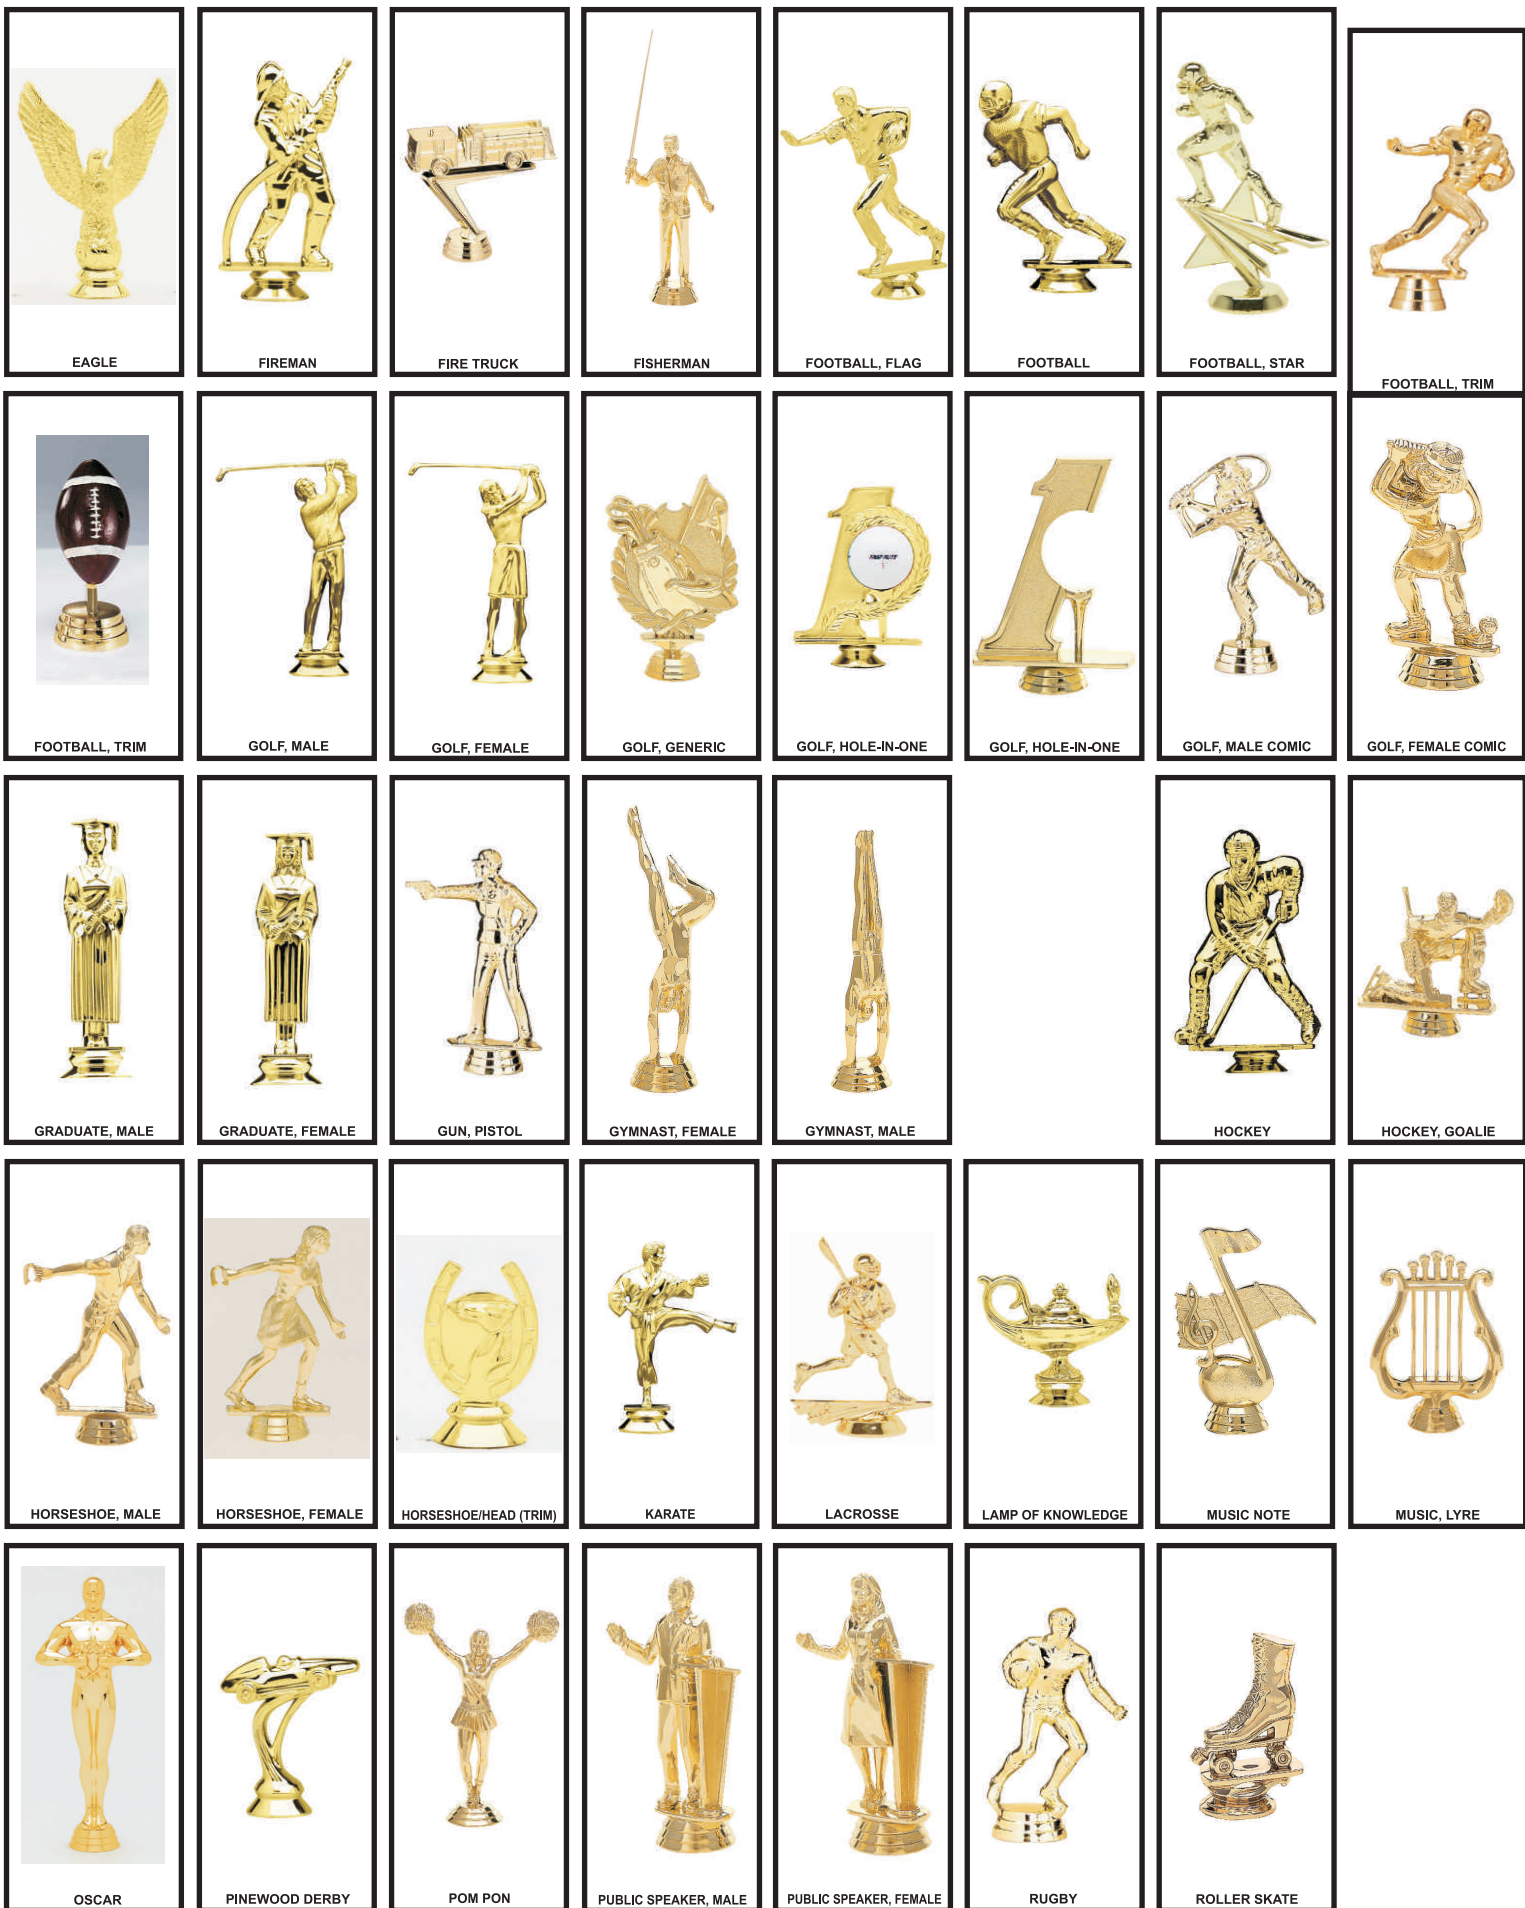 EAGLE
FIREMAN
FIRE TRUCK
FISHERMAN
FOOTBALL, FLAG
FOOTBALL
FOOTBALL, STAR
FOOTBALL, TRIM
FOOTBALL, TRIM
GOLF, MALE
GOLF, FEMALE
GOLF, GENERIC
GOLF, HOLE-IN-ONE
GOLF, HOLE-IN-ONE
GOLF, MALE COMIC
GOLF, FEMALE COMIC
GRADUATE, MALE
GRADUATE, FEMALE
GUN, PISTOL
GYMNAST, FEMALE
GYMNAST, MALE
HOCKEY
HOCKEY, GOALIE
HORSESHOE, MALE
HORSESHOE, FEMALE
HORSESHOE/HEAD (TRIM)
KARATE
LACROSSE
LAMP OF KNOWLEDGE
MUSIC NOTE
MUSIC, LYRE
OSCAR
PINEWOOD DERBY
POM PON
PUBLIC SPEAKER, MALE
PUBLIC SPEAKER, FEMALE
RUGBY
ROLLER SKATE